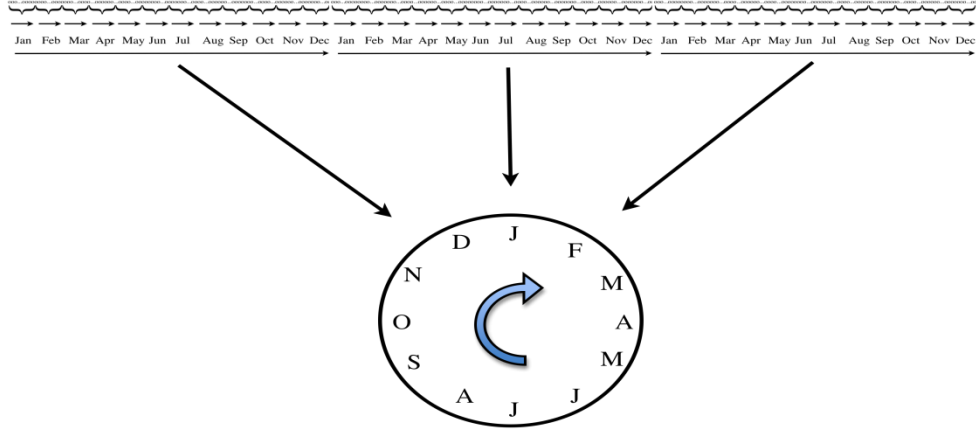 Jan Feb Mar Apr May Jun Jul Aug Sep Oct Nov Dec Jan Feb Mar Apr May Jun Jul Aug Sep Oct Nov Dec Jan Feb Mar Apr May Jun Jul Aug Sep Oct Nov Dec
J
D F
N M
O A
S M
A J
J